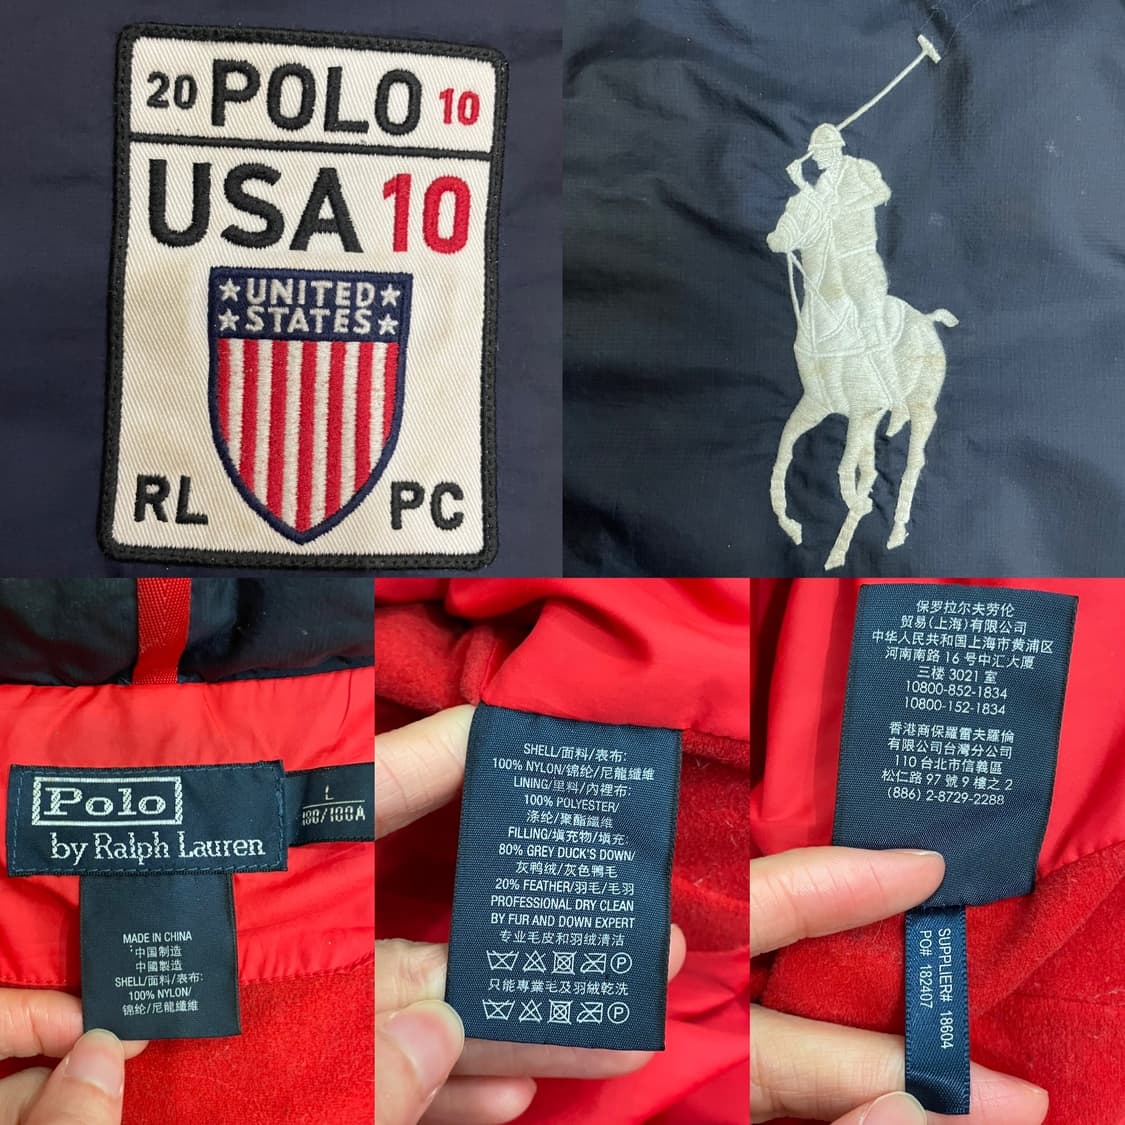 20 POLO 10
USA 10
★UNITED★
★STATES★
RL PC
Polo
by Ralph Lauren
L
180/100A
MADE IN CHINA
中国制造
中國製造
SHELL/面料/表布:
100% NYLON/
锦纶/尼龍纖維
SHELL/面料/表布:
100% NYLON/锦纶/尼龍纖維
LINING/里料/內裡布:
100% POLYESTER/
涤纶/聚酯纖維
FILLING/填充物/填充:
80% GREY DUCK'S DOWN/
灰鸭绒/灰色鴨毛
20% FEATHER/羽毛/毛羽
PROFESSIONAL DRY CLEAN
BY FUR AND DOWN EXPERT
专业毛皮和羽绒清洁
P
只能專業毛及羽絨乾洗
P
保罗拉尔夫劳伦
贸易(上海)有限公司
中华人民共和国上海市黄浦区
河南南路 16 号中汇大厦
三楼 3021 室
10800-852-1834
10800-152-1834
香港商保羅雷夫羅倫
有限公司台灣分公司
110 台北市信義區
松仁路 97 號 9 樓之 2
(886) 2-8729-2288
SUPPLIER# 18604
PO# 182407